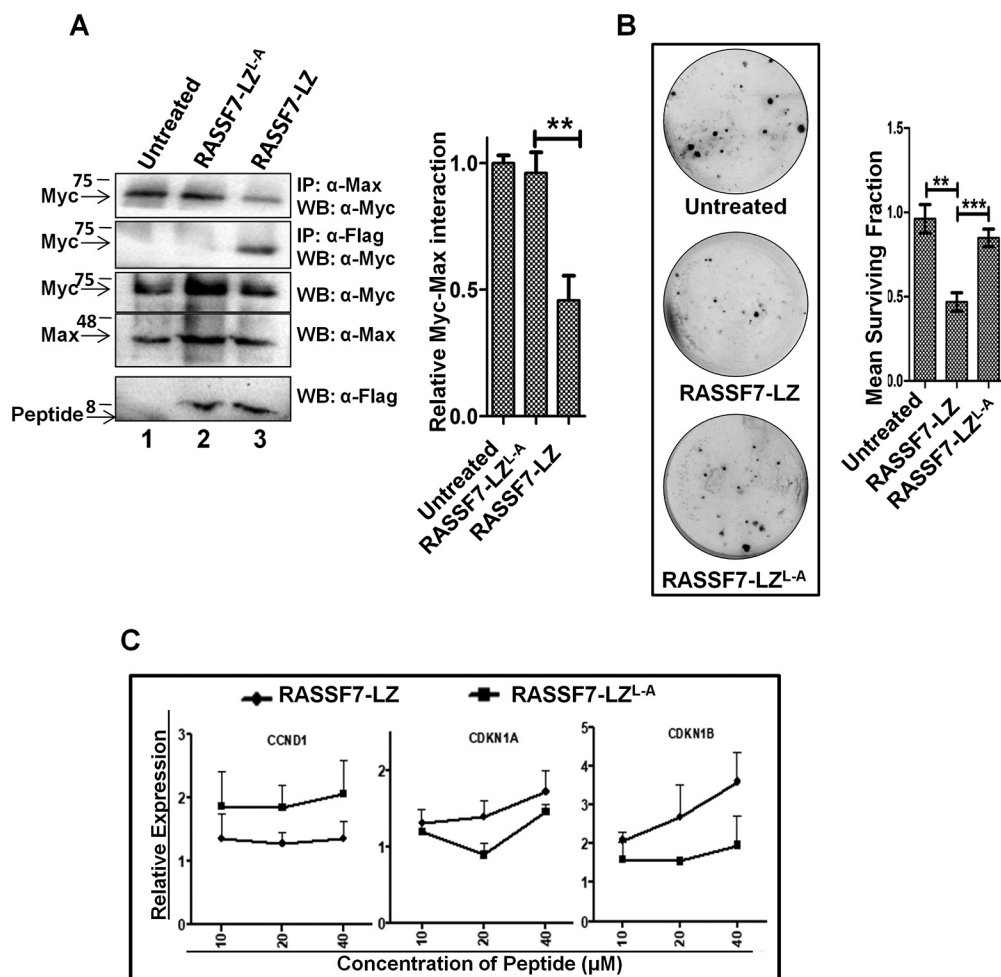 A
Untreated
RASSF7-LZL-A
RASSF7-LZ
75
Myc
IP: α-Max
WB: α-Myc
75
Myc
IP: α-Flag
WB: α-Myc
75
Myc
WB: α-Myc
48
Max
WB: α-Max
8
Peptide
WB: α-Flag
1 2 3
Relative Myc-Max interaction
1.0
0.5
0.0
**
Untreated
RASSF7-LZL-A
RASSF7-LZ
B
Untreated
RASSF7-LZ
RASSF7-LZL-A
Mean Surviving Fraction
1.5
1.0
0.5
0.0
** ***
Untreated
RASSF7-LZ
RASSF7-LZL-A
C
RASSF7-LZ RASSF7-LZL-A
Relative Expression
CCND1
3
2
1
0
10 20 40
CDKN1A
2
1
0
10 20 40
CDKN1B
5
4
3
2
1
0
10 20 40
Concentration of Peptide (µM)